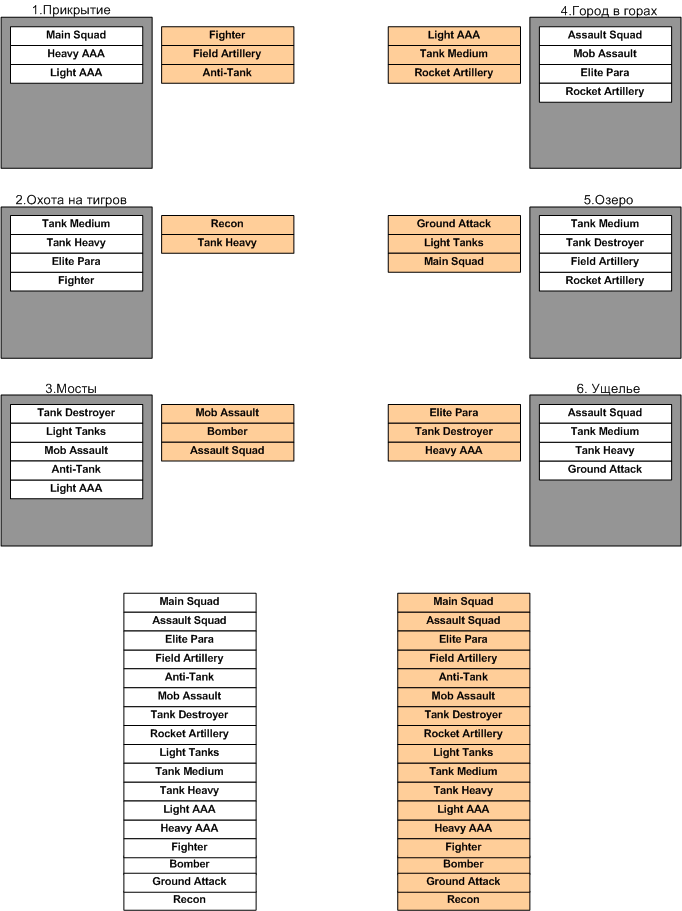 1.Прикрытие
Main Squad
Heavy AAA
Light AAA
Fighter
Field Artillery
Anti-Tank
4.Город в горах
Light AAA
Tank Medium
Rocket Artillery
Assault Squad
Mob Assault
Elite Para
Rocket Artillery
2.Охота на тигров
Tank Medium
Tank Heavy
Elite Para
Fighter
Recon
Tank Heavy
5.Озеро
Ground Attack
Light Tanks
Main Squad
Tank Medium
Tank Destroyer
Field Artillery
Rocket Artillery
3.Мосты
Tank Destroyer
Light Tanks
Mob Assault
Anti-Tank
Light AAA
Mob Assault
Bomber
Assault Squad
6. Ущелье
Elite Para
Tank Destroyer
Heavy AAA
Assault Squad
Tank Medium
Tank Heavy
Ground Attack
Main Squad
Assault Squad
Elite Para
Field Artillery
Anti-Tank
Mob Assault
Tank Destroyer
Rocket Artillery
Light Tanks
Tank Medium
Tank Heavy
Light AAA
Heavy AAA
Fighter
Bomber
Ground Attack
Recon
Main Squad
Assault Squad
Elite Para
Field Artillery
Anti-Tank
Mob Assault
Tank Destroyer
Rocket Artillery
Light Tanks
Tank Medium
Tank Heavy
Light AAA
Heavy AAA
Fighter
Bomber
Ground Attack
Recon